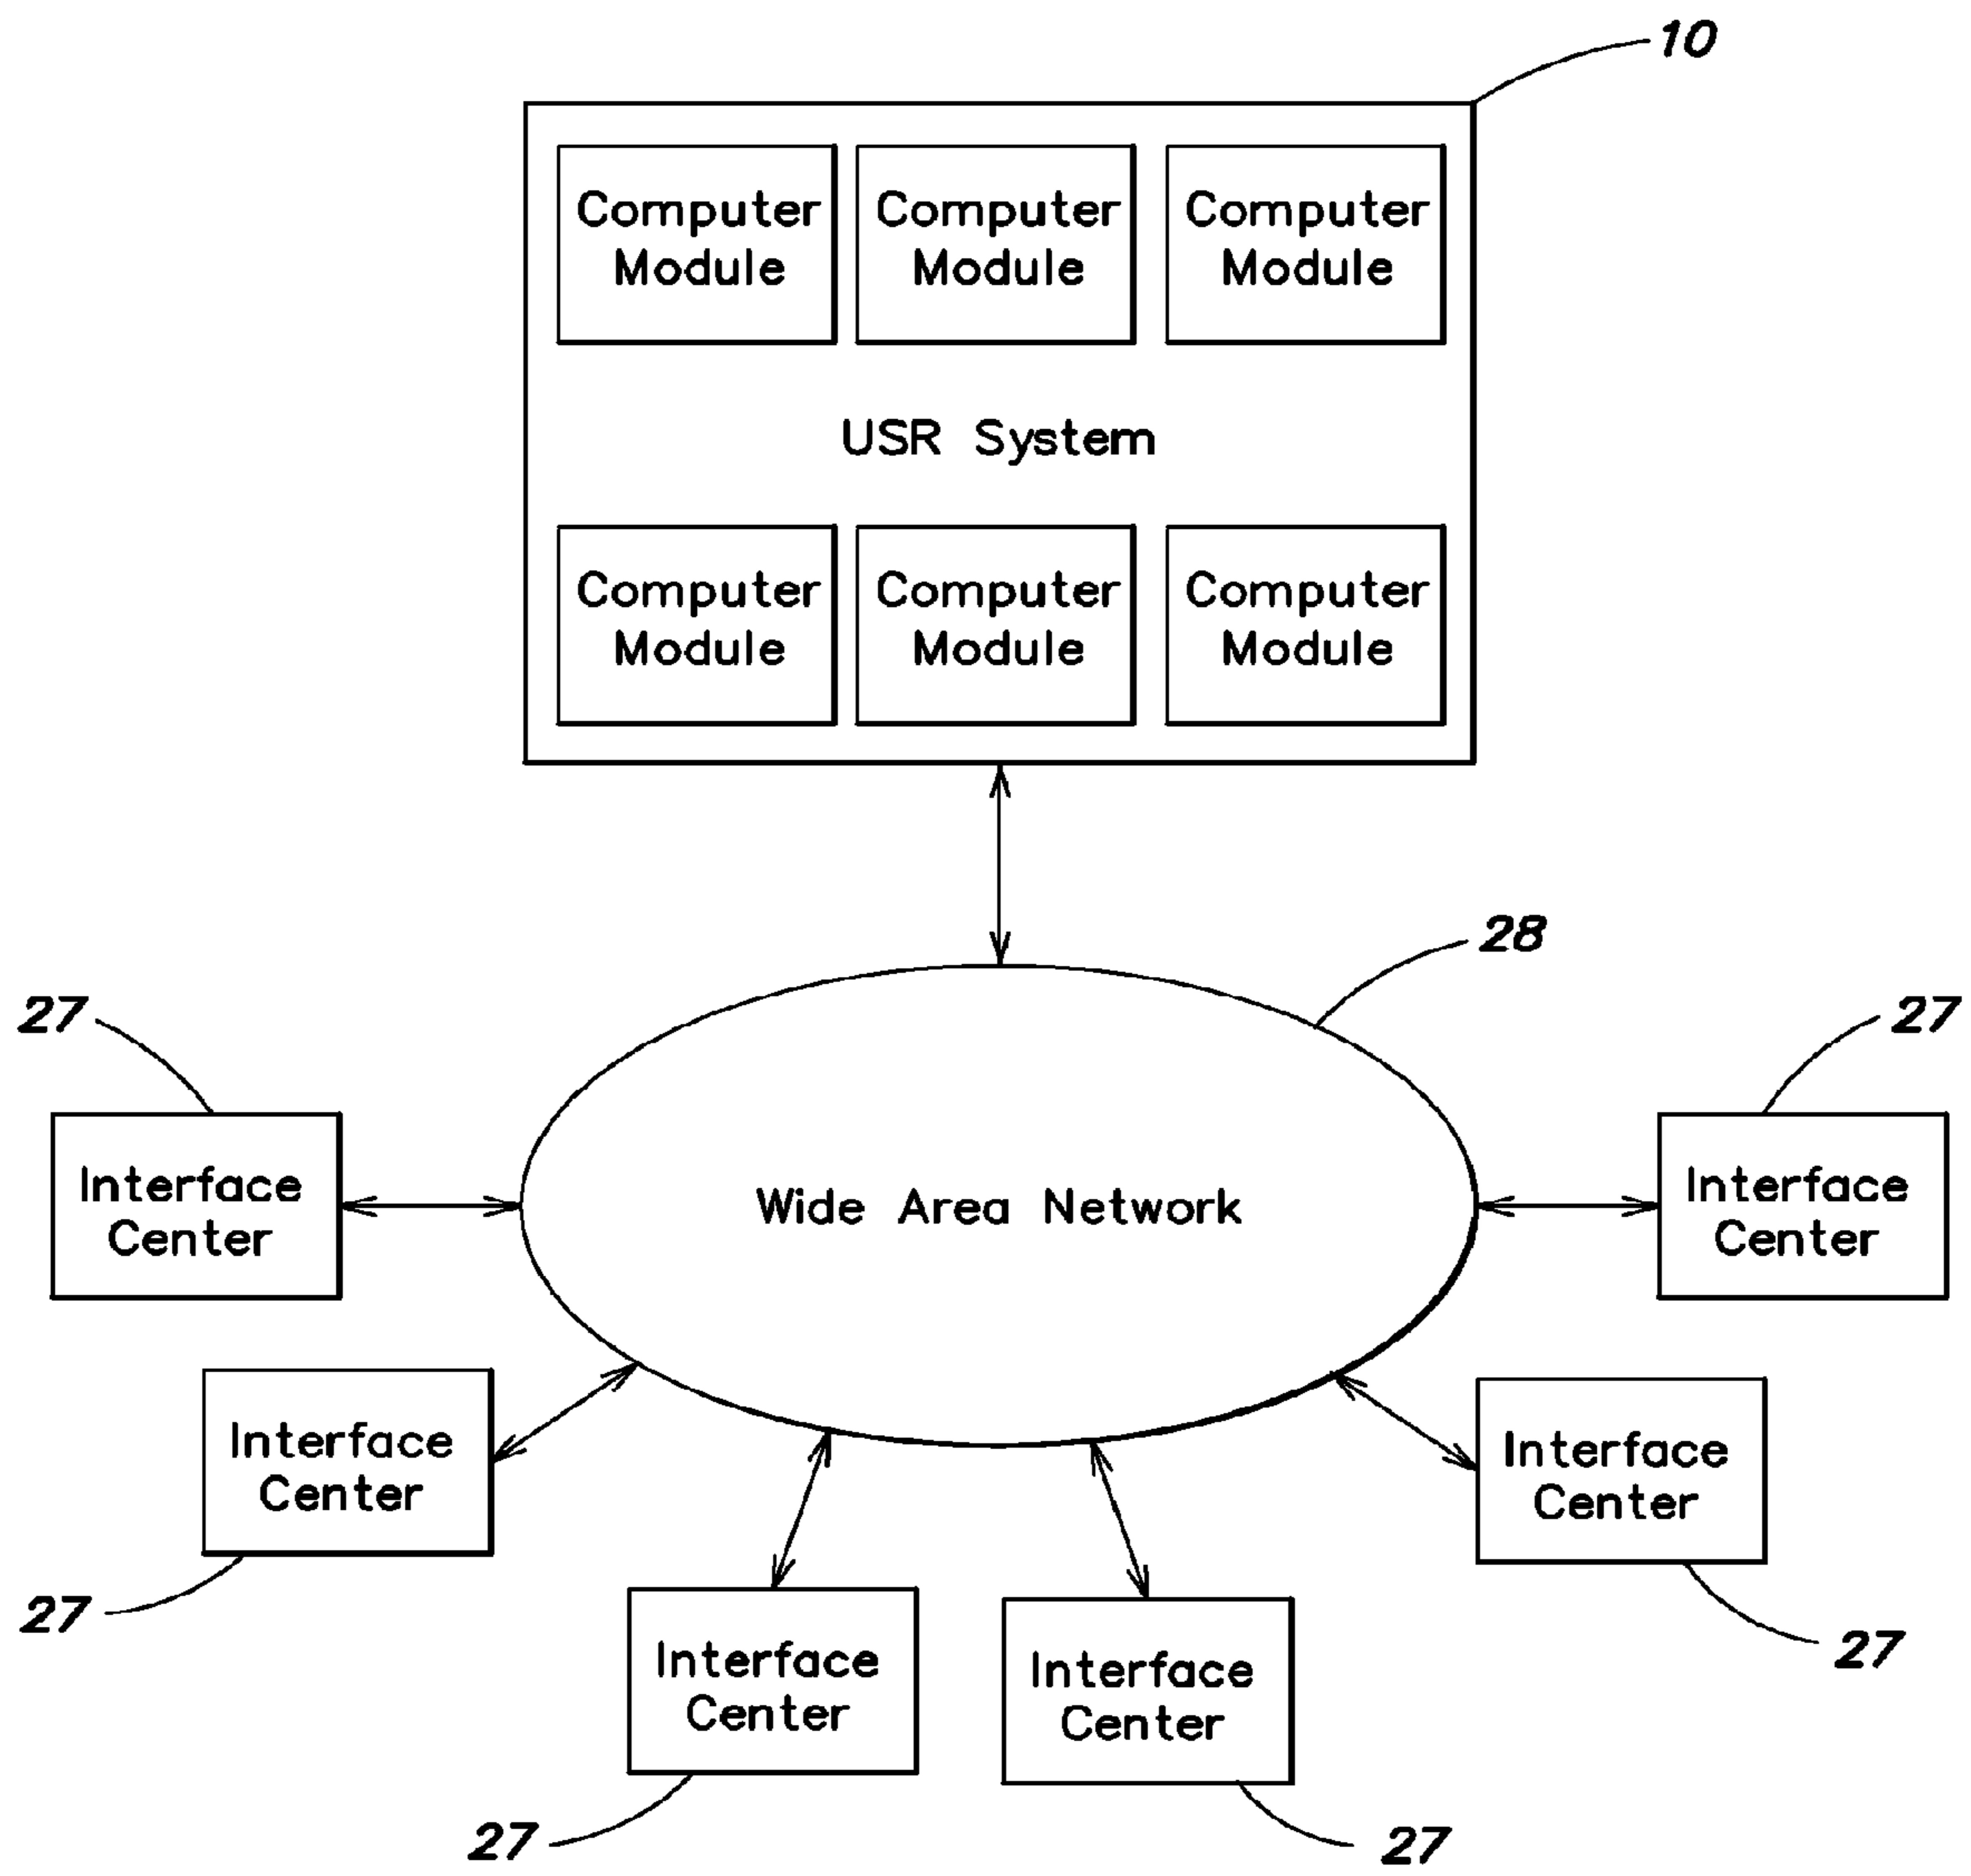 10
Computer
Module
Computer
Module
Computer
Module
USR System
Computer
Module
Computer
Module
Computer
Module
28
27
27
Interface
Center
Wide Area Network
Interface
Center
Interface
Center
Interface
Center
27
27
Interface
Center
Interface
Center
27
27